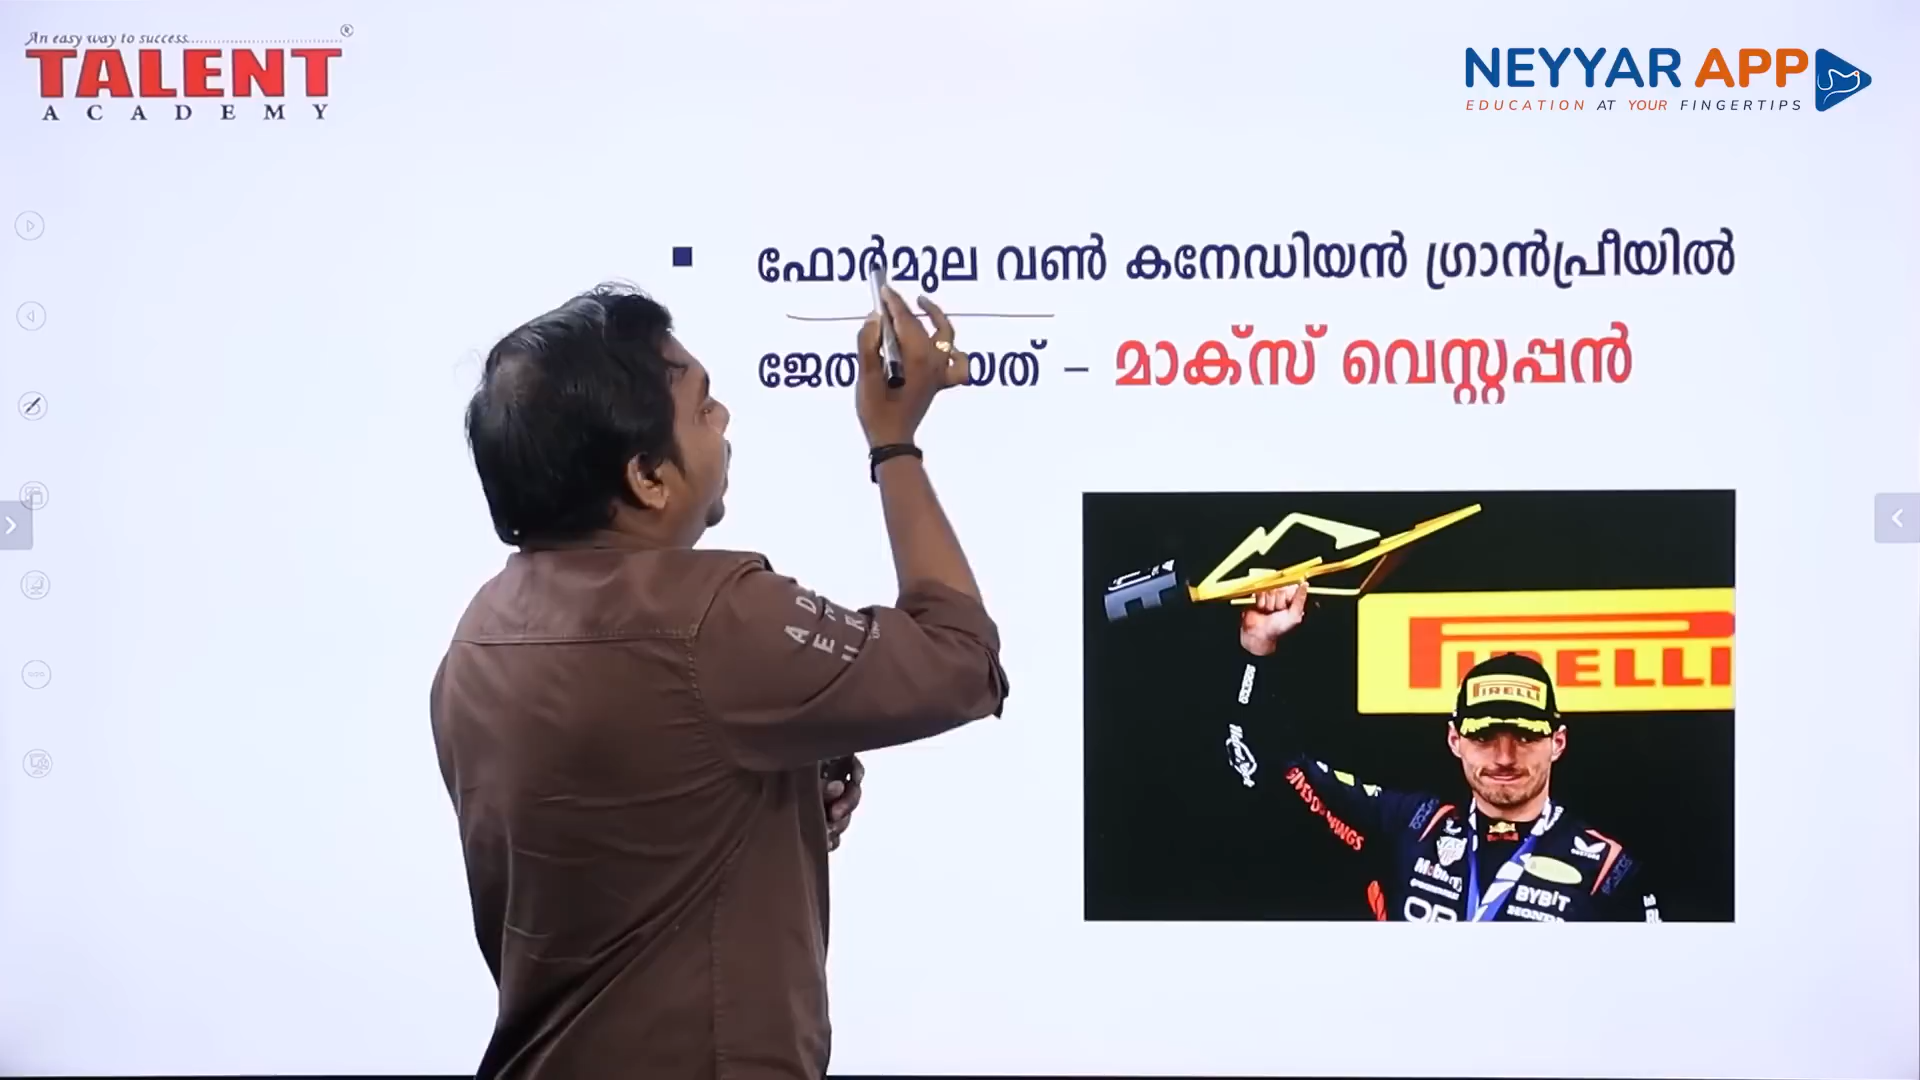 An easy way to success
TALENT
ACADEMY
NEYYAR APP
EDUCATION AT YOUR FINGERTIPS
ഫോർമുല വൺ കനേഡിയൻ ഗ്രാൻപ്രീയിൽ
– മാക്സ് വെസ്റ്റപ്പൻ
PIRELLI
PIRELLI
BYBIT
HONDA